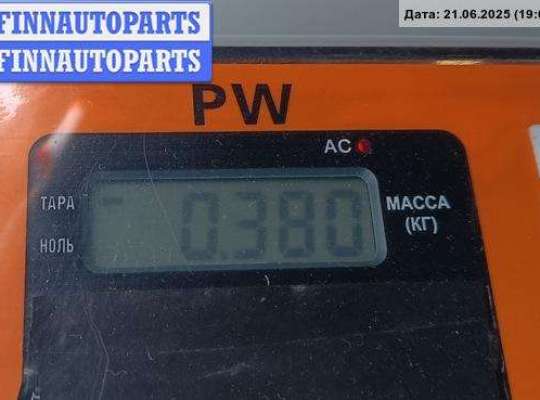 FINNAUTOPARTS
FINNAUTOPARTS
Дата: 21.06.2025 (19:
PW
AC
ТАРА
НОЛЬ
0.380
МАССА
(КГ)